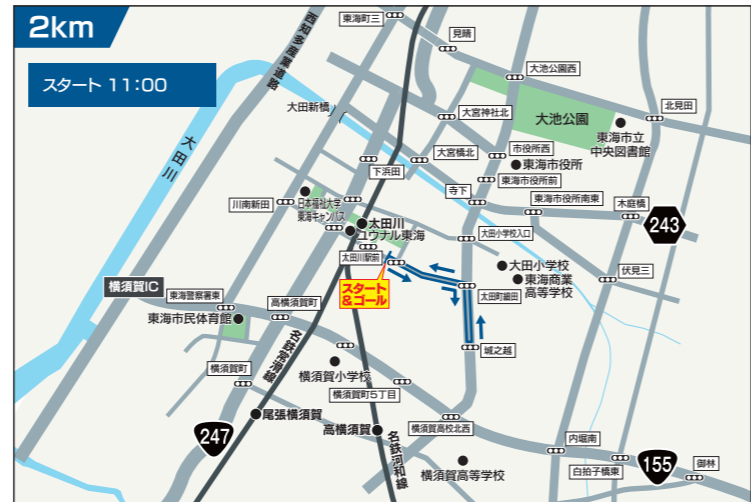 2km
スタート 11:00
西知多産業道路
東海町三
見晴
大池公園西
大田新橋
大宮神社北
大池公園
北見田
東海市立
中央図書館
大田川
大宮橋北
市役所西
東海市役所
下浜田
東海市役所前
寺下
東海市役所南東
木庭橋
243
川南新田
日本福祉大学
東海キャンパス
太田川
ユウナル東海
大田小学校入口
太田川駅前
大田小学校
東海商業
高等学校
伏見三
横須賀IC
スタート
&ゴール
東海警察署東
高横須賀町
東海市民体育館
城之越
名鉄常滑線
横須賀町
横須賀小学校
横須賀町5丁目
尾張横須賀
247
高横須賀
横須賀高校北西
名鉄河和線
内堀南
横須賀高等学校
白拍子橋東
155
御林